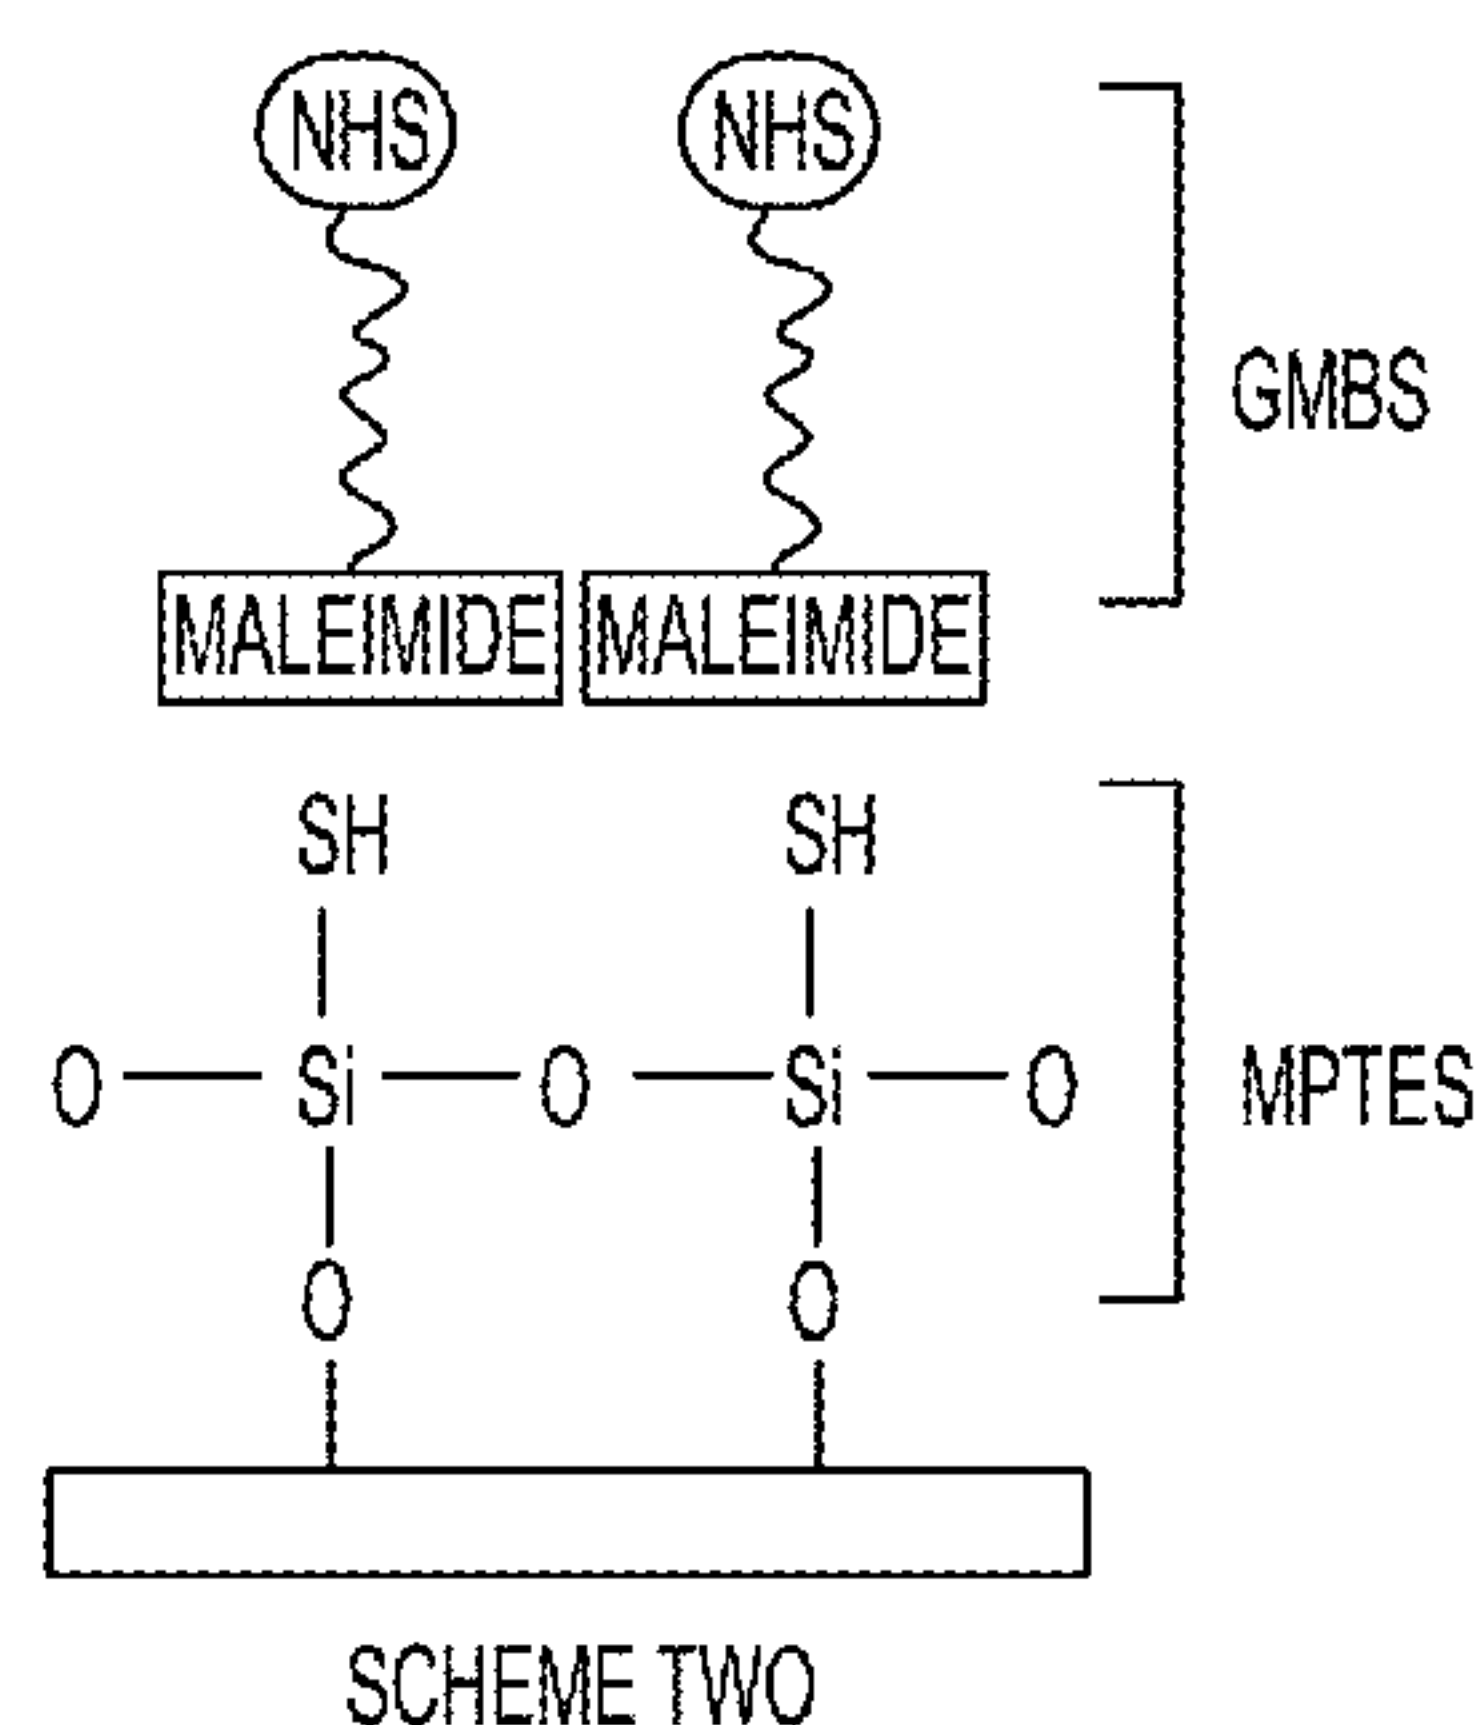 NHS NHS
GMBS
MALEIMIDE MALEIMIDE
SH SH
O Si O Si O MPTES
O O
SCHEME TWO